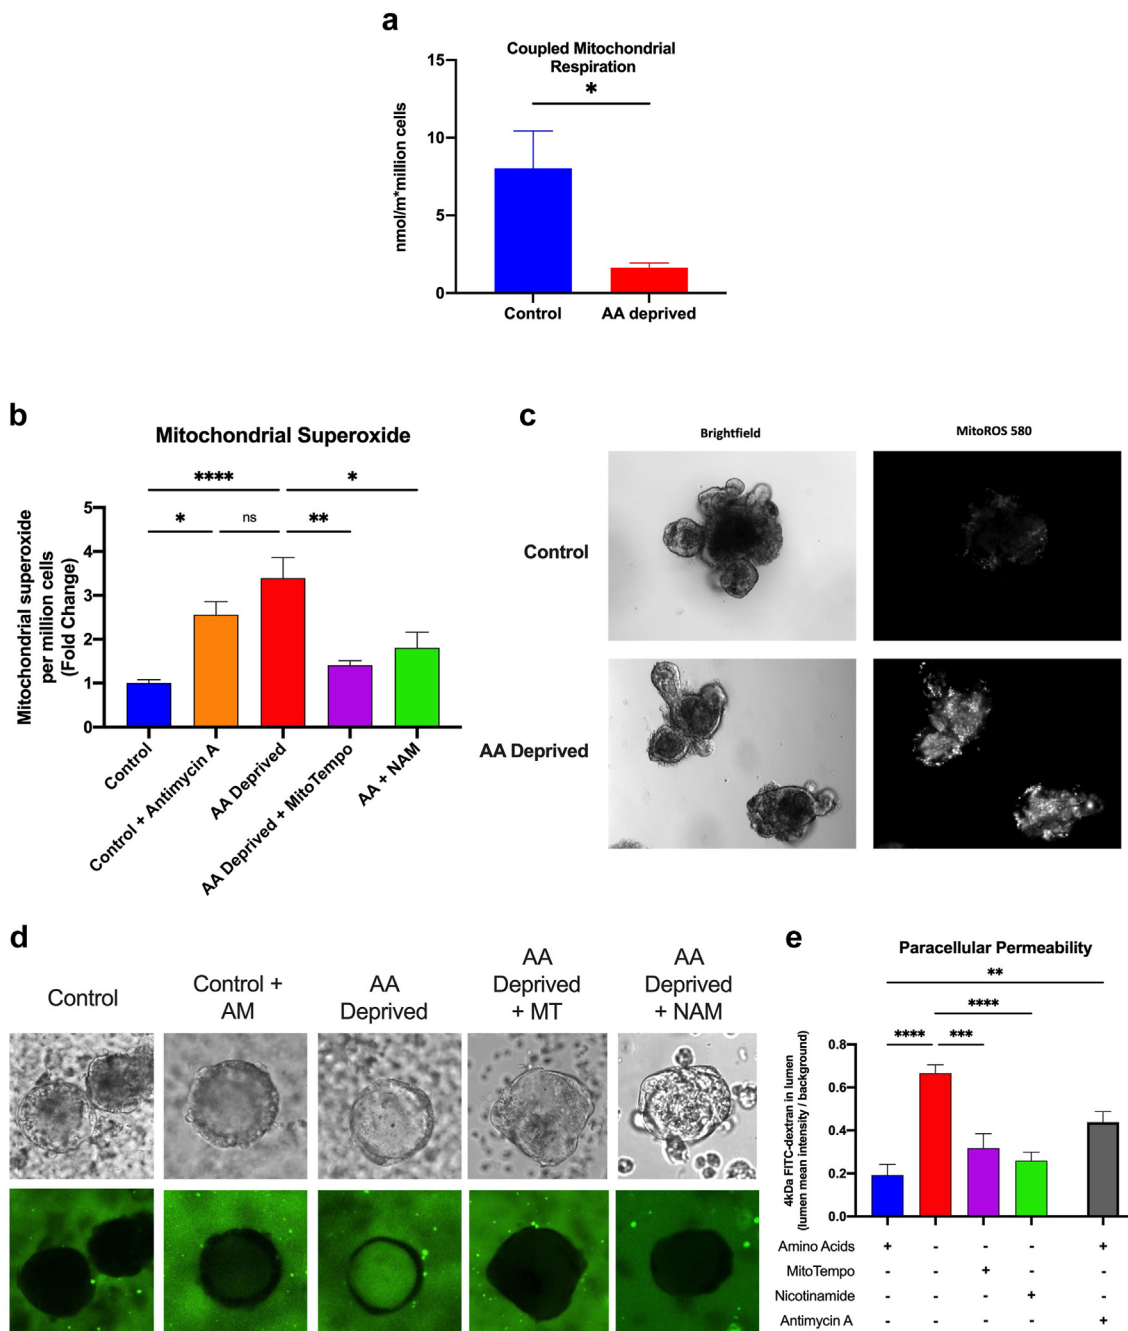 a
Coupled Mitochondrial
Respiration
*
nmol/m*million cells
15
10
5
0
Control
AA deprived
b
Mitochondrial Superoxide
****
*
*
ns
**
Mitochondrial superoxide
per million cells
(Fold Change)
5
4
3
2
1
0
Control
Control + Antimycin A
AA Deprived
AA Deprived + MitoTempo
AA + NAM
c
Brightfield
MitoROS 580
Control
AA Deprived
d
Control
Control +
AM
AA
Deprived
AA
Deprived
+ MT
AA
Deprived
+ NAM
e
Paracellular Permeability
**
****
****
***
4kDa FITC-dextran in lumen
(lumen mean intensity / background)
0.8
0.6
0.4
0.2
0.0
Amino Acids + - - - +
MitoTempo - - + - -
Nicotinamide - - - + -
Antimycin A - - - - +